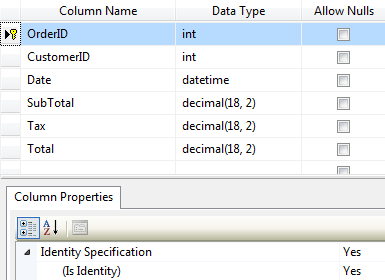 Column Name Data Type Allow Nulls
OrderID int
CustomerID int
Date datetime
SubTotal decimal(18, 2)
Tax decimal(18, 2)
Total decimal(18, 2)
Column Properties
A Z
Identity Specification Yes
(Is Identity) Yes